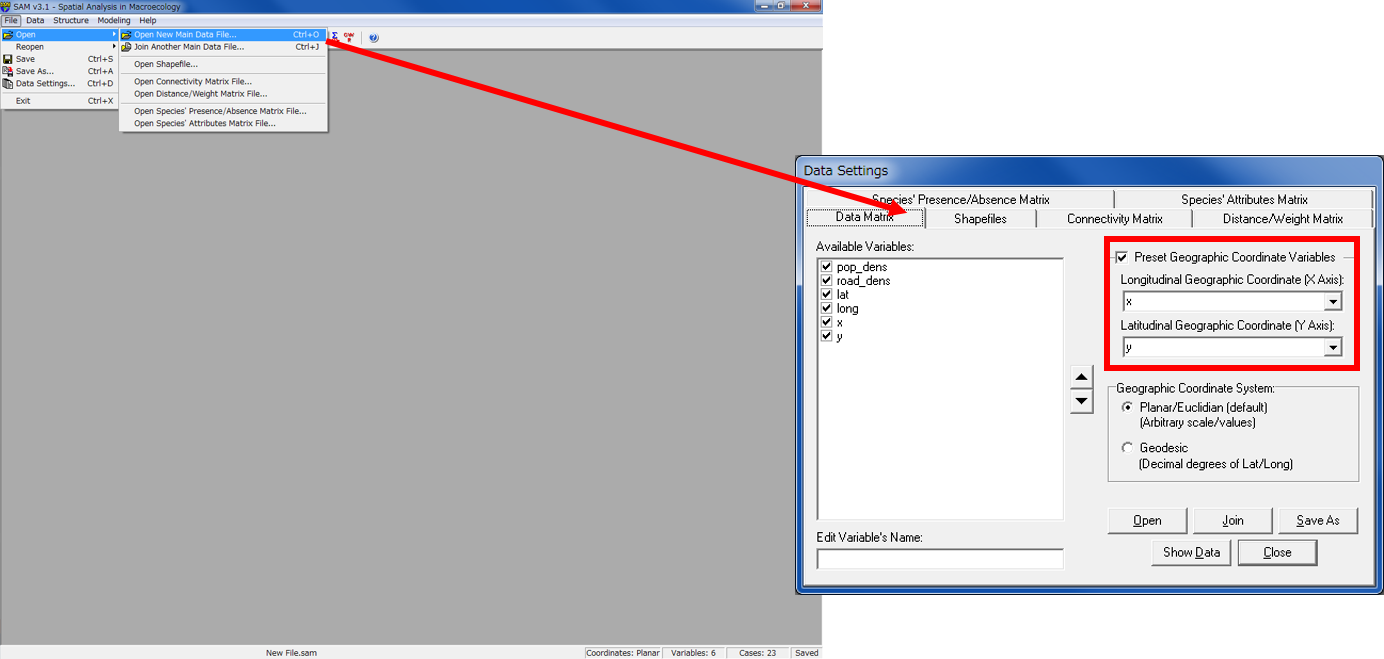 SAM v3.1 - Spatial Analysis in Macroecology
File Data Structure Modeling Help
Open
Reopen
Save Ctrl+S
Save As... Ctrl+A
Data Settings... Ctrl+D
Exit Ctrl+X
Open New Main Data File... Ctrl+O
Join Another Main Data File... Ctrl+J
Open Shapefile...
Open Connectivity Matrix File...
Open Distance/Weight Matrix File...
Open Species' Presence/Absence Matrix File...
Open Species' Attributes Matrix File...
Data Settings
Species' Presence/Absence Matrix Species' Attributes Matrix
Data Matrix Shapefiles Connectivity Matrix Distance/Weight Matrix
Available Variables:
pop_dens
road_dens
lat
long
x
y
Edit Variable's Name:
Preset Geographic Coordinate Variables
Longitudinal Geographic Coordinate (X Axis):
x
Latitudinal Geographic Coordinate (Y Axis):
y
Geographic Coordinate System:
Planar/Euclidian (default)
(Arbitrary scale/values)
Geodesic
(Decimal degrees of Lat/Long)
Open Join Save As
Show Data Close
New File.sam Coordinates: Planar Variables: 6 Cases: 23 Saved